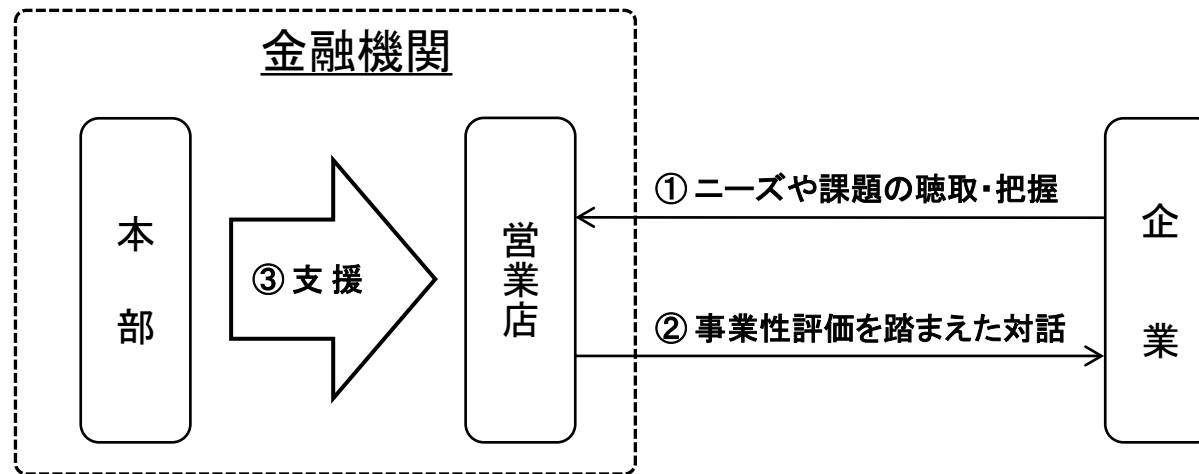 金融機関
本部
③ 支援
営業店
① ニーズや課題の聴取・把握
② 事業性評価を踏まえた対話
企業